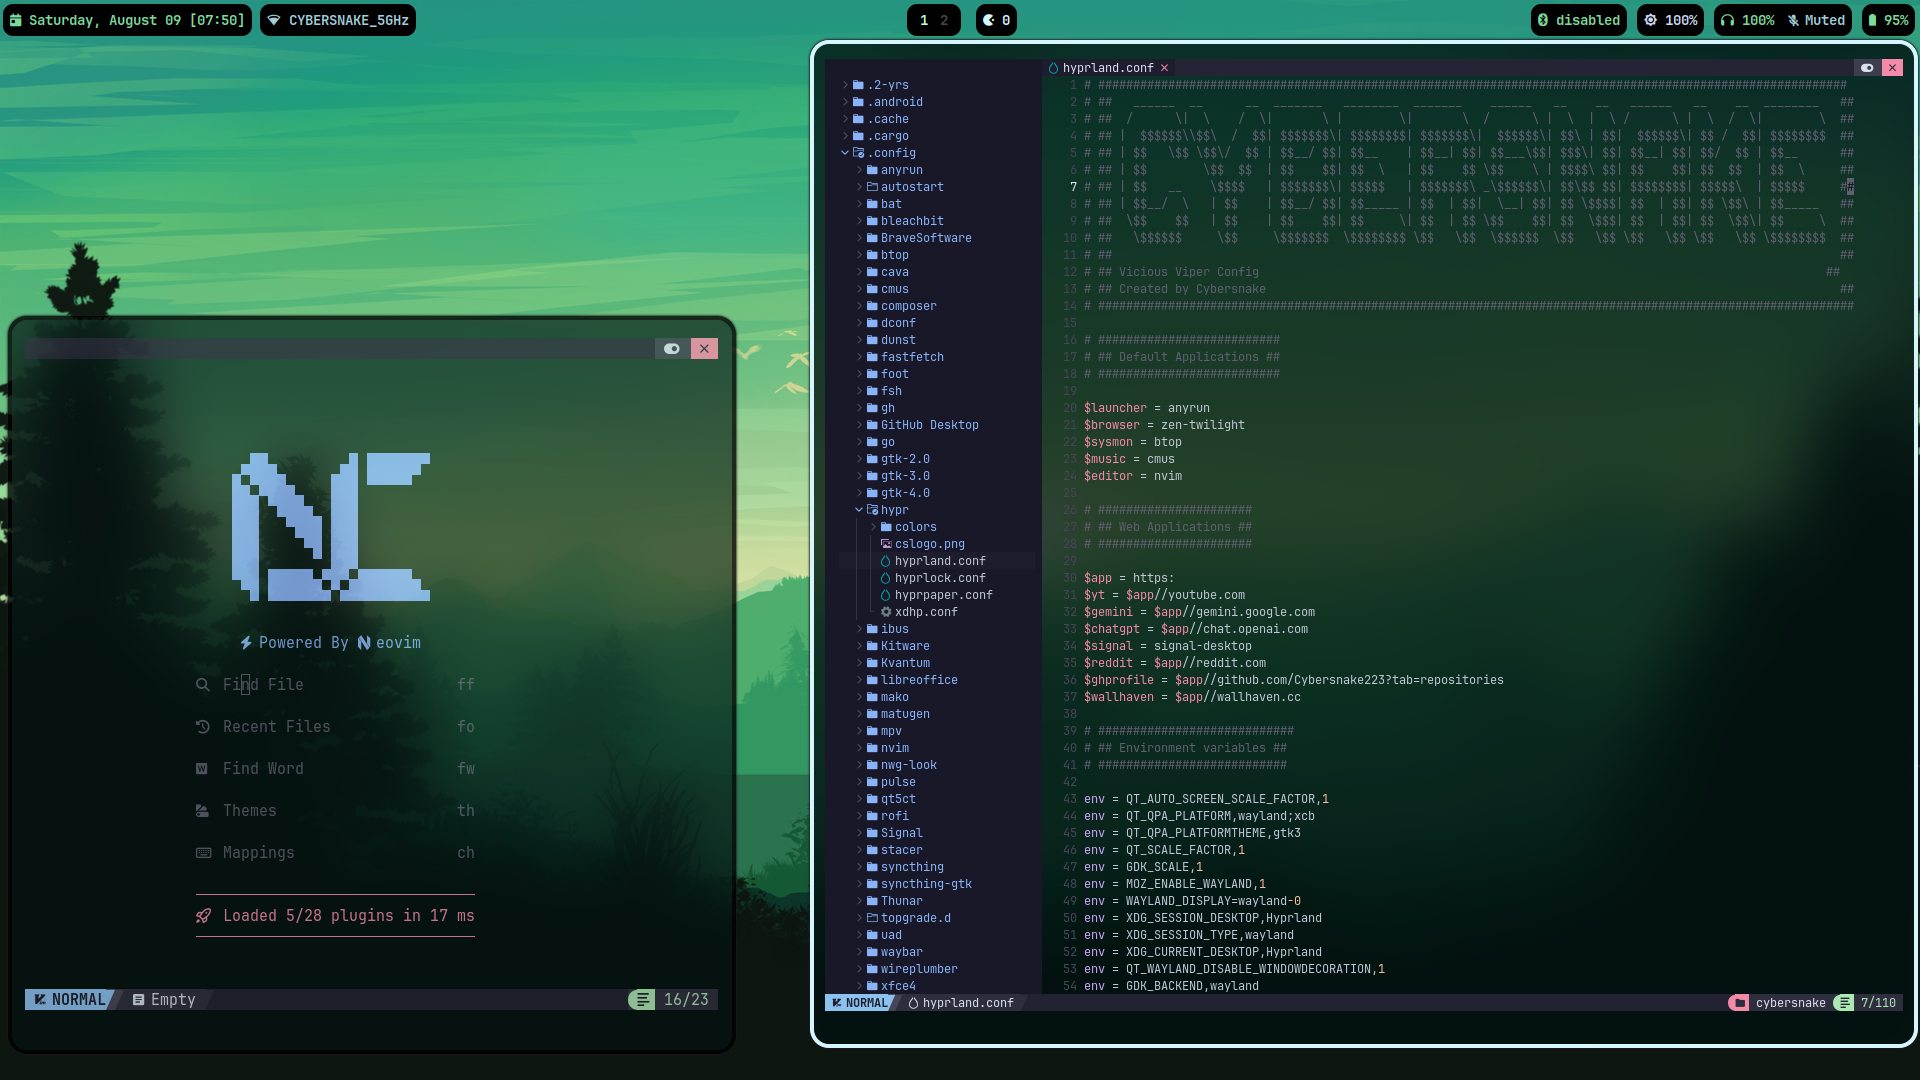 Saturday, August 09 [07:50]
CYBERSNAKE_5GHz
1 2
0
disabled
100%
100%
Muted
95%
Powered By Neovim
Find File ff
Recent Files fo
Find Word fw
Themes th
Mappings ch
Loaded 5/28 plugins in 17 ms
NORMAL
Empty
16/23
.2-yrs
.android
.cache
.cargo
.config
anyrun
autostart
bat
bleachbit
BraveSoftware
btop
cava
cmus
composer
dconf
dunst
fastfetch
foot
fsh
gh
GitHub Desktop
go
gtk-2.0
gtk-3.0
gtk-4.0
hypr
colors
cslogo.png
hyprland.conf
hyprlock.conf
hyprpaper.conf
xdhp.conf
ibus
Kitware
Kvantum
libreoffice
mako
matugen
mpv
nvim
nwg-look
pulse
qt5ct
rofi
Signal
stacer
syncthing
syncthing-gtk
Thunar
topgrade.d
uad
waybar
wireplumber
xfce4
hyprland.conf
CYBERSNAKE
12 # ## Vicious Viper Config ##
13 # ## Created by Cybersnake ##
15
16 # ##########################
17 # ## Default Applications ##
18 # ##########################
19
20 $launcher = anyrun
21 $browser = zen-twilight
22 $sysmon = btop
23 $music = cmus
24 $editor = nvim
25
26 # ######################
27 # ## Web Applications ##
28 # ######################
29
30 $app = https:
31 $yt = $app//youtube.com
32 $gemini = $app//gemini.google.com
33 $chatgpt = $app//chat.openai.com
34 $signal = signal-desktop
35 $reddit = $app//reddit.com
36 $ghprofile = $app//github.com/Cybersnake223?tab=repositories
37 $wallhaven = $app//wallhaven.cc
38
39 # ############################
40 # ## Environment variables ##
41 # ###########################
42
43 env = QT_AUTO_SCREEN_SCALE_FACTOR,1
44 env = QT_QPA_PLATFORM,wayland;xcb
45 env = QT_QPA_PLATFORMTHEME,gtk3
46 env = QT_SCALE_FACTOR,1
47 env = GDK_SCALE,1
48 env = MOZ_ENABLE_WAYLAND,1
49 env = WAYLAND_DISPLAY=wayland-0
50 env = XDG_SESSION_DESKTOP,Hyprland
51 env = XDG_SESSION_TYPE,wayland
52 env = XDG_CURRENT_DESKTOP,Hyprland
53 env = QT_WAYLAND_DISABLE_WINDOWDECORATION,1
54 env = GDK_BACKEND,wayland
NORMAL
hyprland.conf
cybersnake
7/110